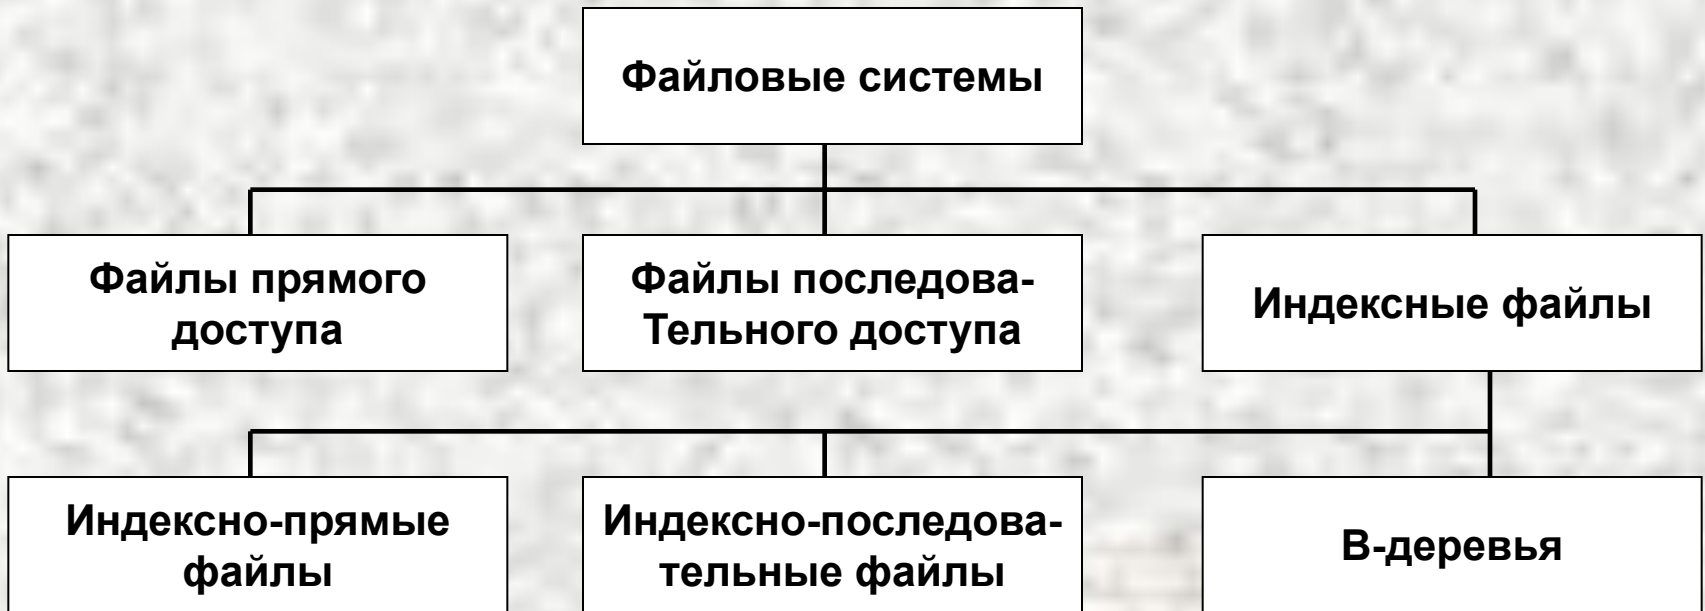 Файловые системы
Файлы прямого
доступа
Файлы последова-
Тельного доступа
Индексные файлы
Индексно-прямые
файлы
Индексно-последова-
тельные файлы
В-деревья